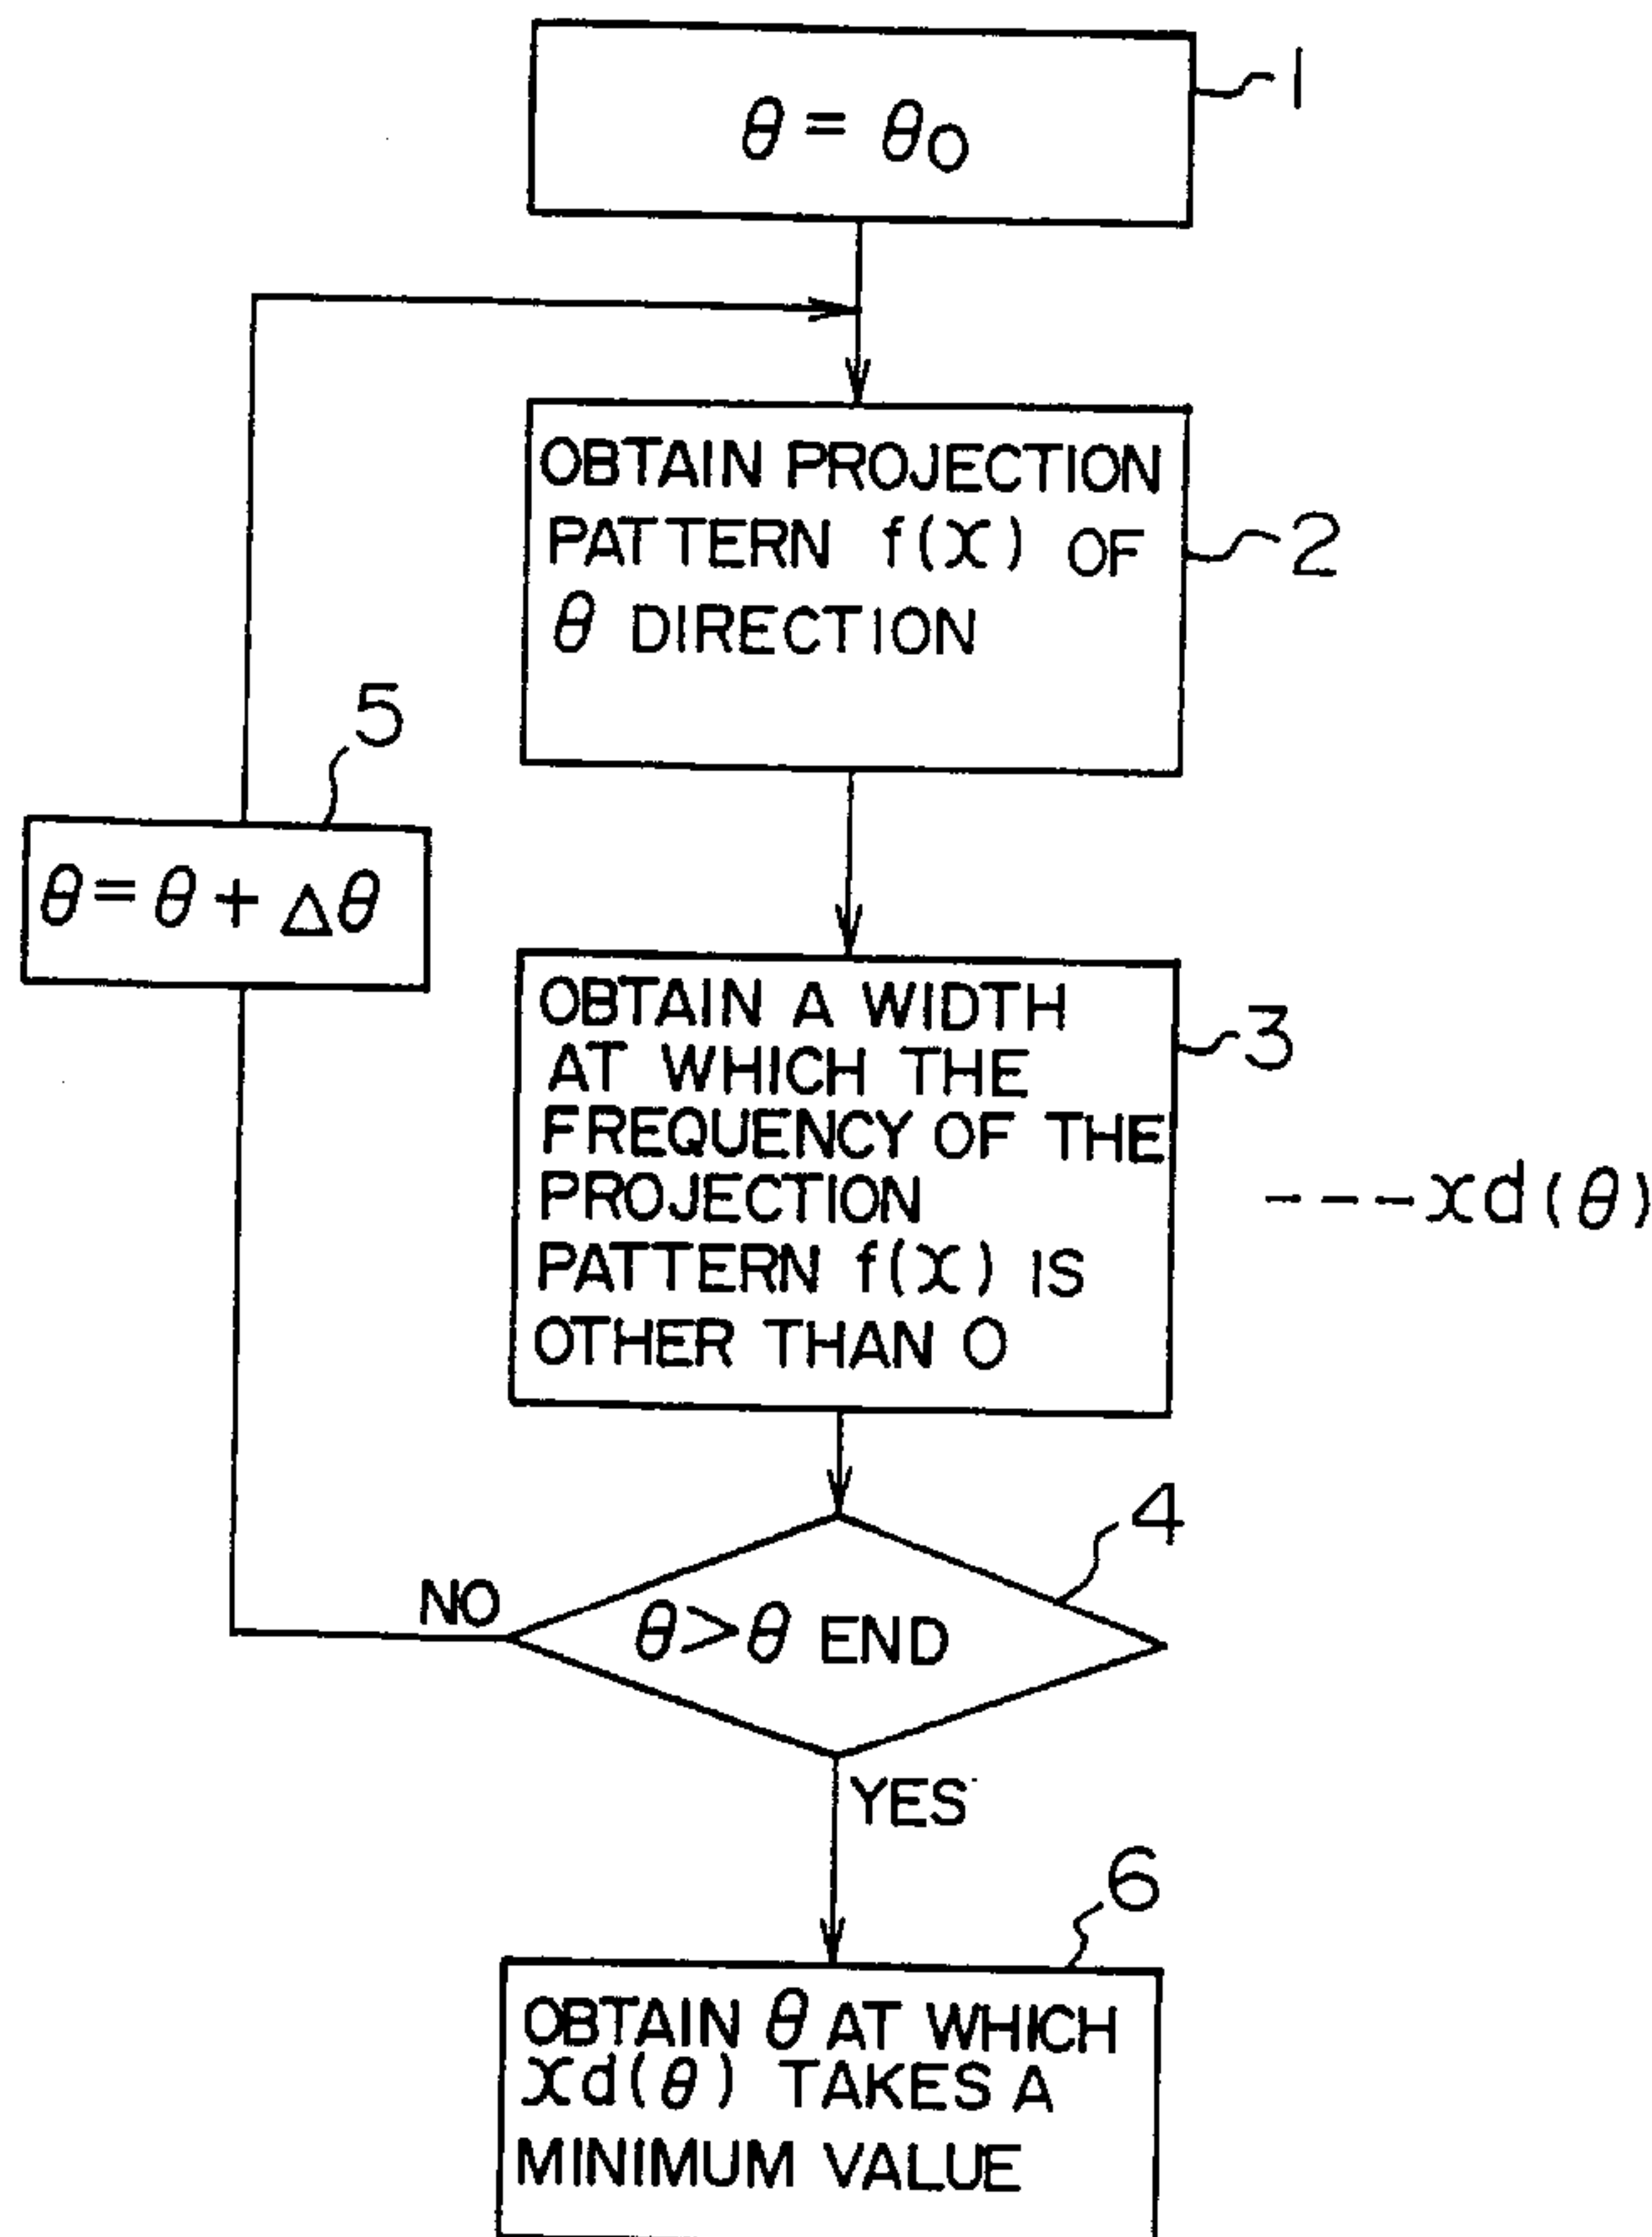 θ = θ0
1
OBTAIN PROJECTION
PATTERN f(x) OF
θ DIRECTION
2
5
θ = θ + Δθ
OBTAIN A WIDTH
AT WHICH THE
FREQUENCY OF THE
PROJECTION
PATTERN f(x) IS
OTHER THAN 0
3
---xd(θ)
4
NO
θ>θ END
YES
6
OBTAIN θ AT WHICH
xd(θ) TAKES A
MINIMUM VALUE